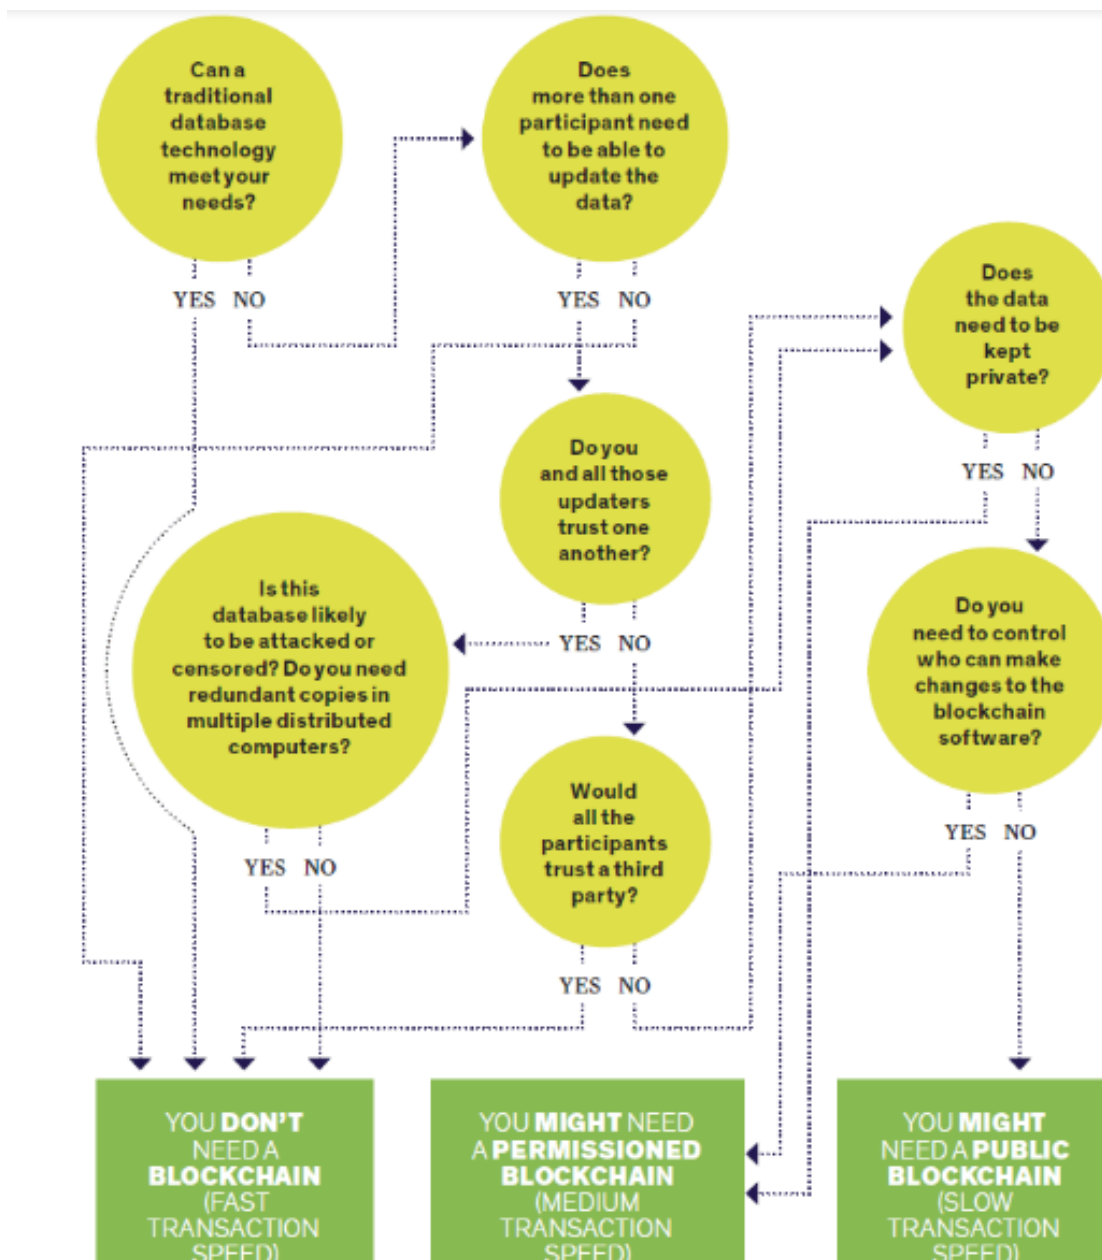 Can a
traditional
database
technology
meet your
needs?
YES NO
Does
more than one
participant need
to be able to
update the
data?
YES NO
Does
the data
need to be
kept
private?
YES NO
Do you
and all those
updaters
trust one
another?
YES NO
Is this
database likely
to be attacked or
censored? Do you need
redundant copies in
multiple distributed
computers?
YES NO
Do you
need to control
who can make
changes to the
blockchain
software?
YES NO
Would
all the
participants
trust a third
party?
YES NO
YOU DON'T
NEED A
BLOCKCHAIN
(FAST
TRANSACTION
SPEED)
YOU MIGHT NEED
A PERMISSIONED
BLOCKCHAIN
(MEDIUM
TRANSACTION
SPEED)
YOU MIGHT
NEED A PUBLIC
BLOCKCHAIN
(SLOW
TRANSACTION
SPEED)